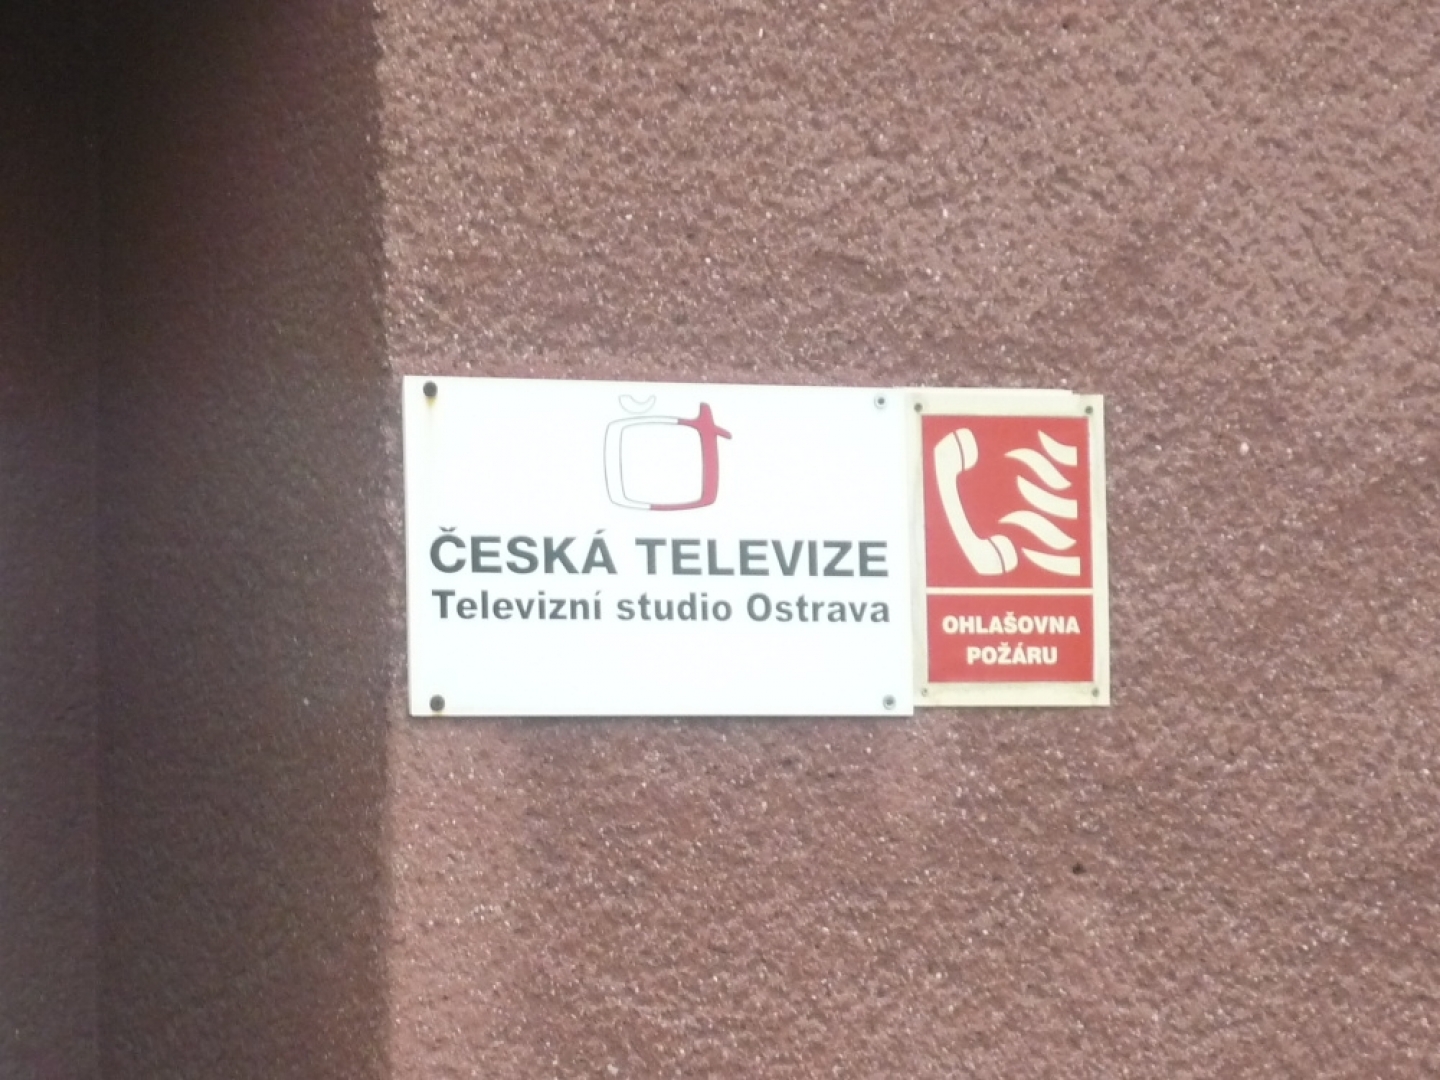 ČESKÁ TELEVIZE
Televizní studio Ostrava
OHLAŠOVNA
POŽÁRU